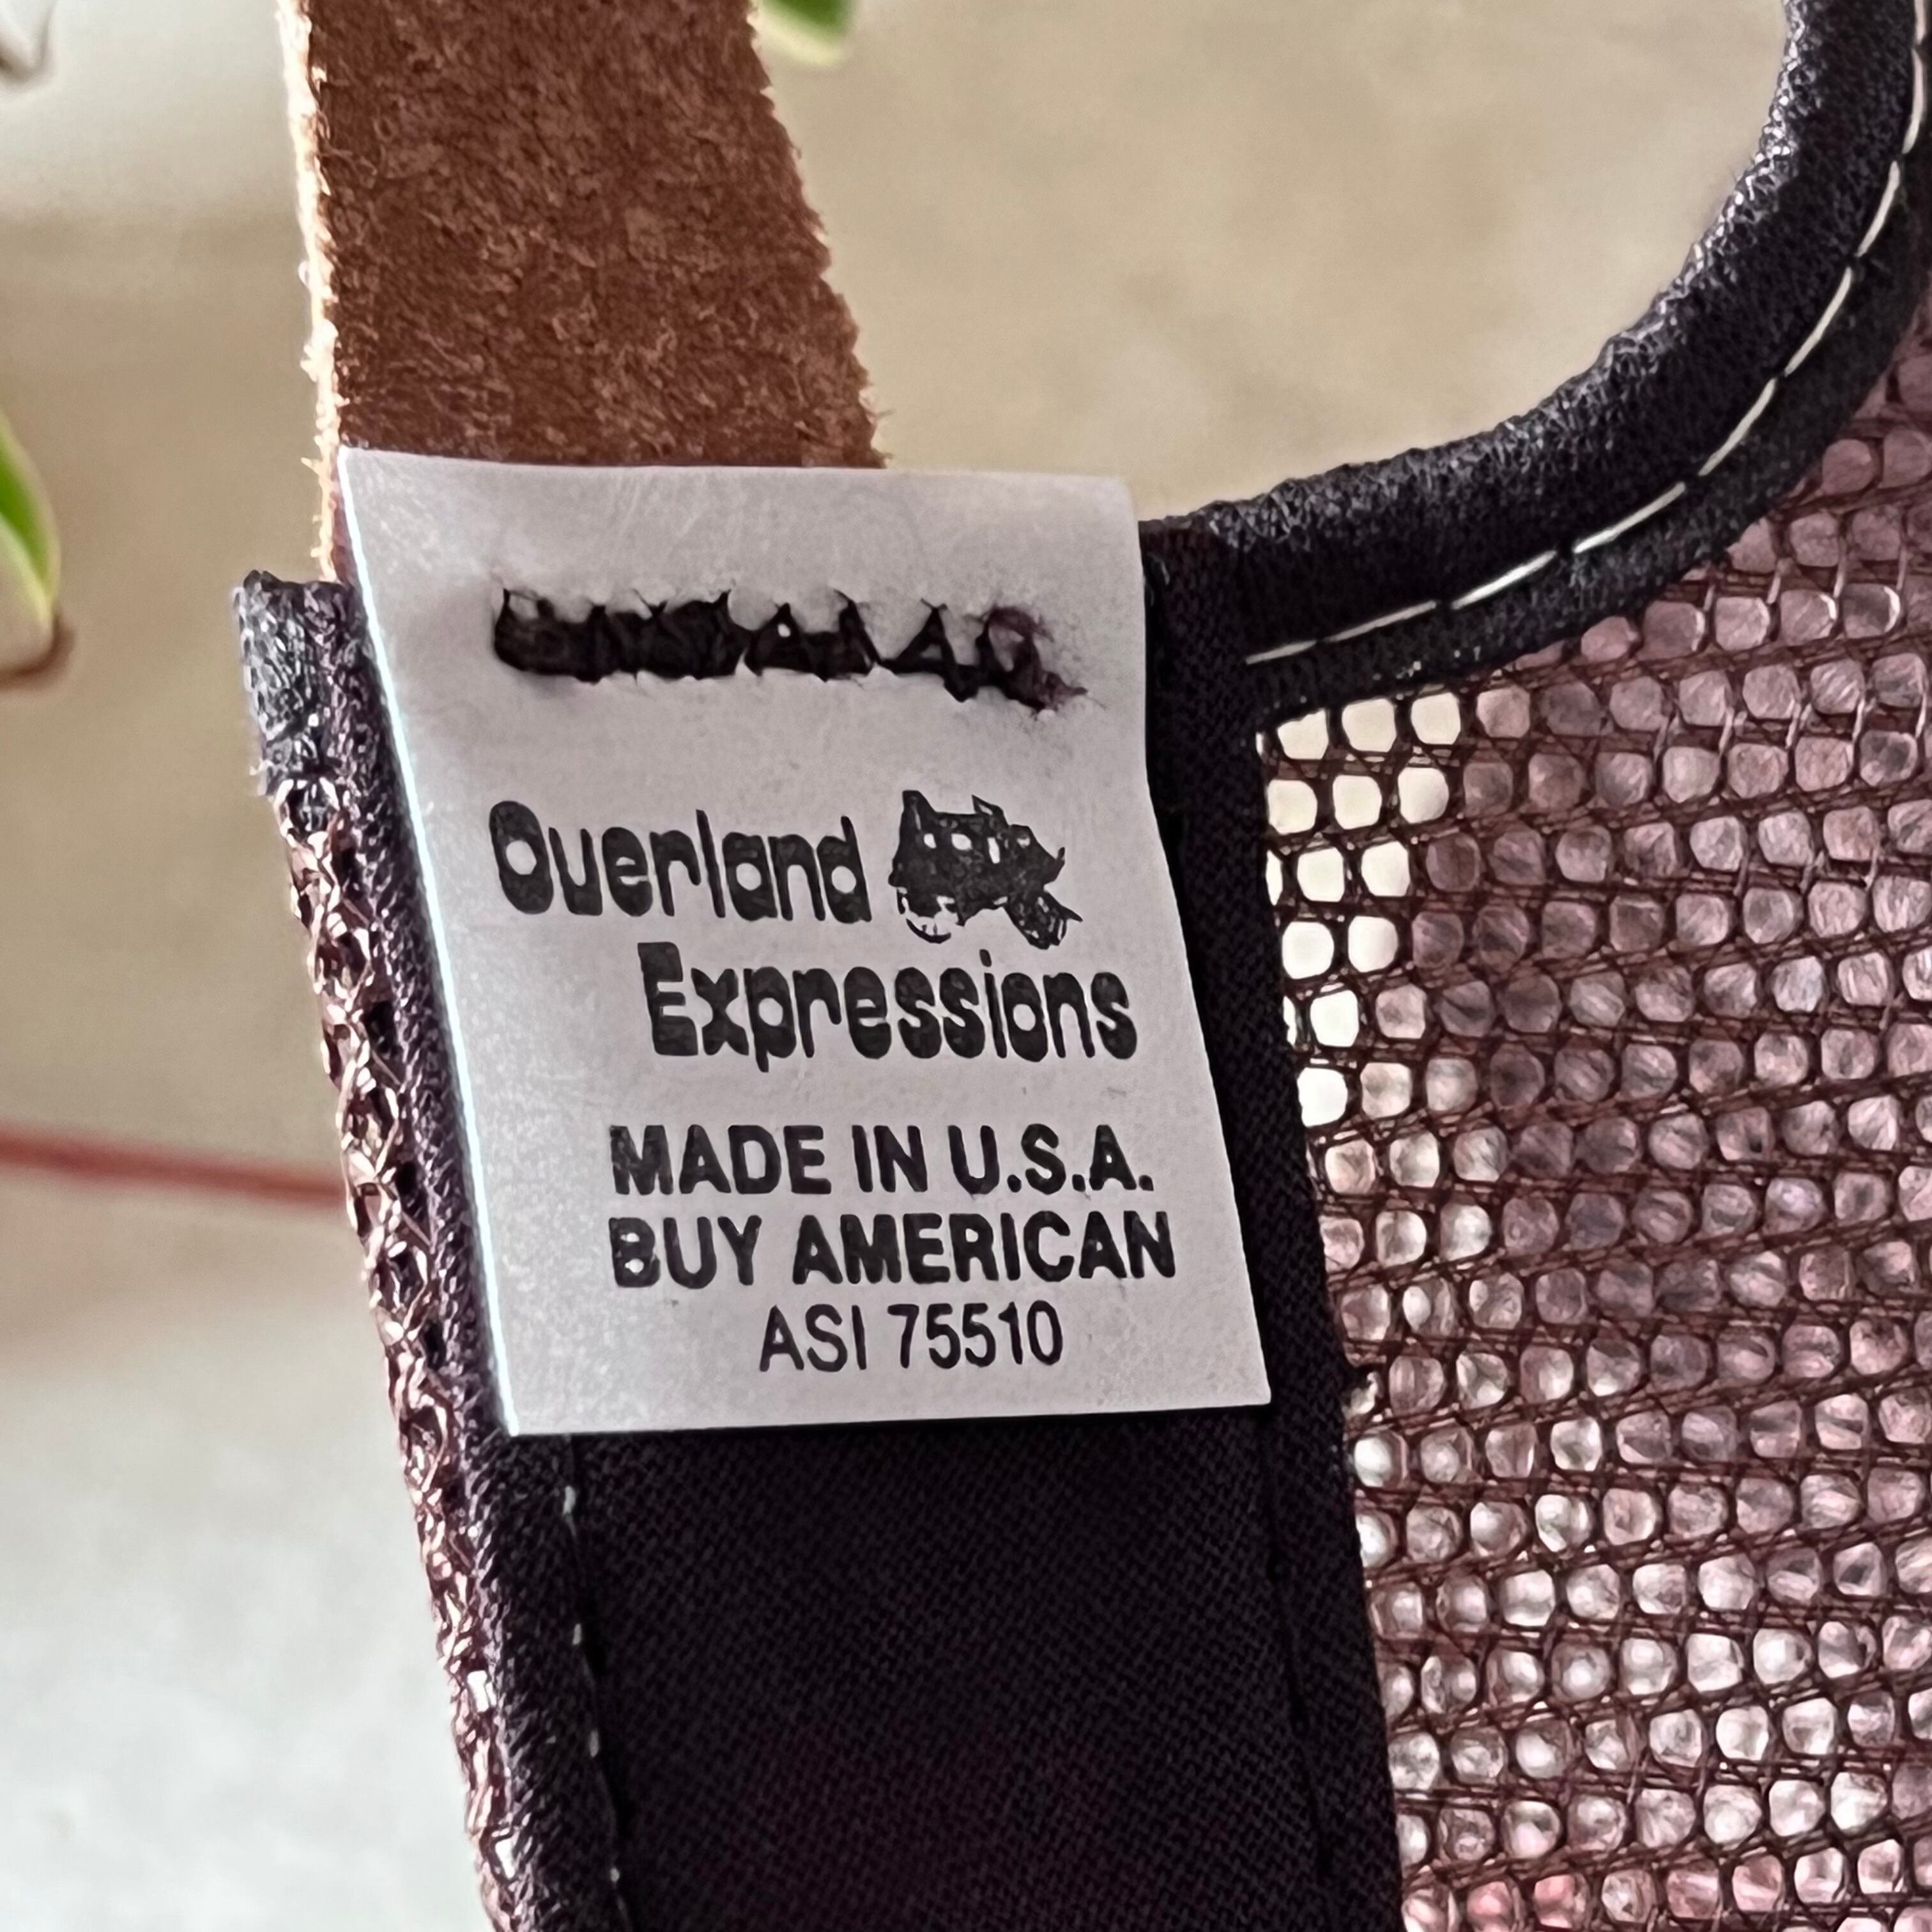 Overland
Expressions
MADE IN U.S.A.
BUY AMERICAN
ASI 75510